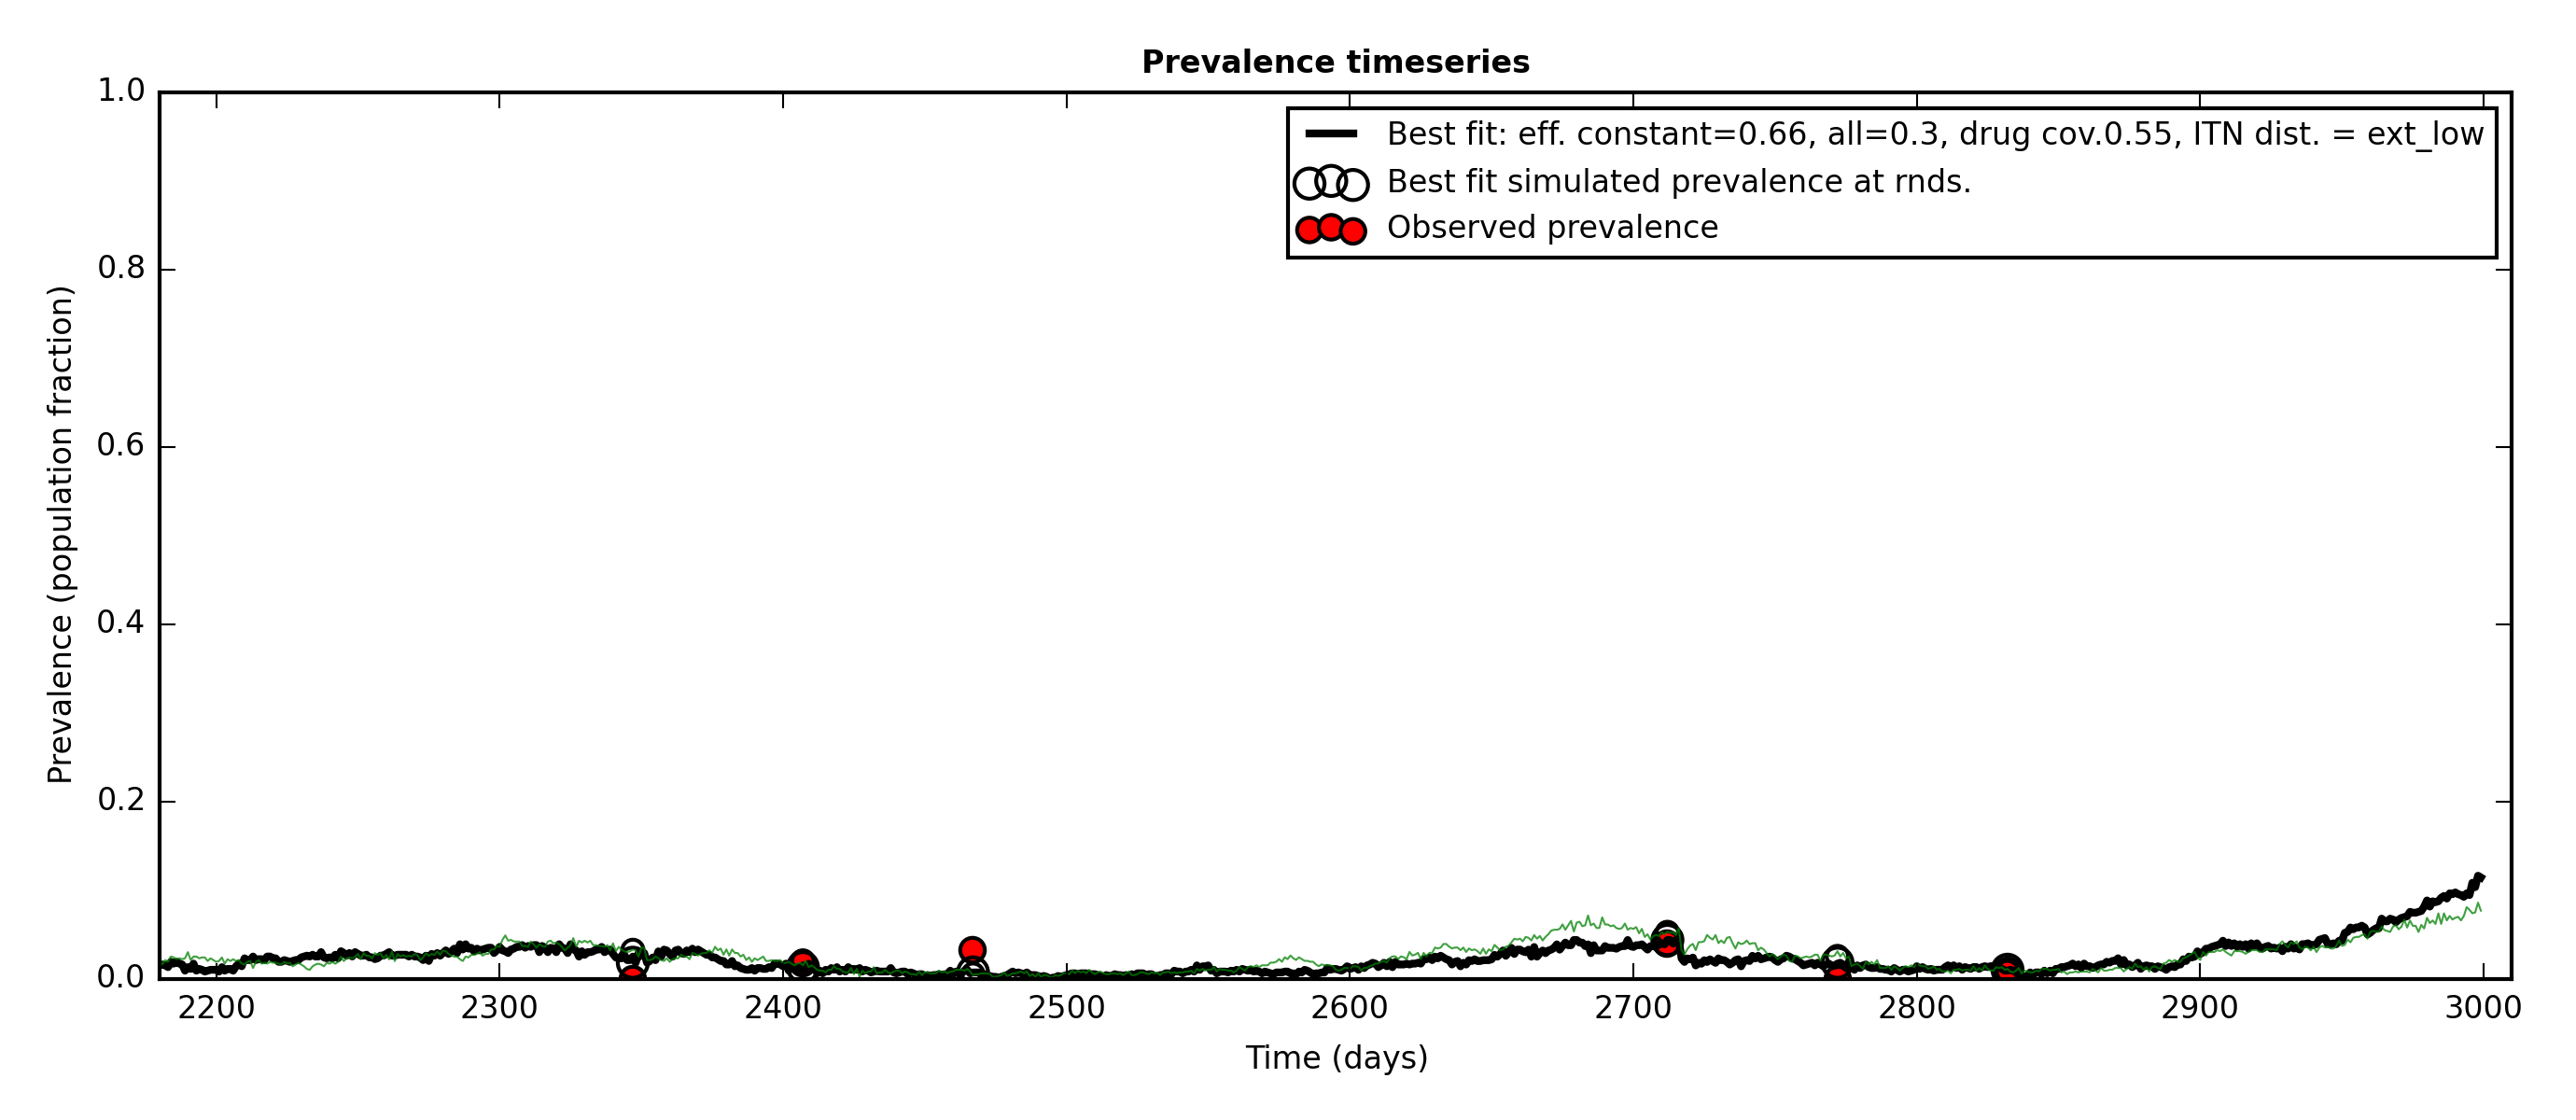 Prevalence timeseries
1.0
0.8
0.6
0.4
0.2
0.0
Prevalence (population fraction)
Best fit: eff. constant=0.66, all=0.3, drug cov.0.55, ITN dist. = ext_low
Best fit simulated prevalence at rnds.
Observed prevalence
2200 2300 2400 2500 2600 2700 2800 2900 3000
Time (days)